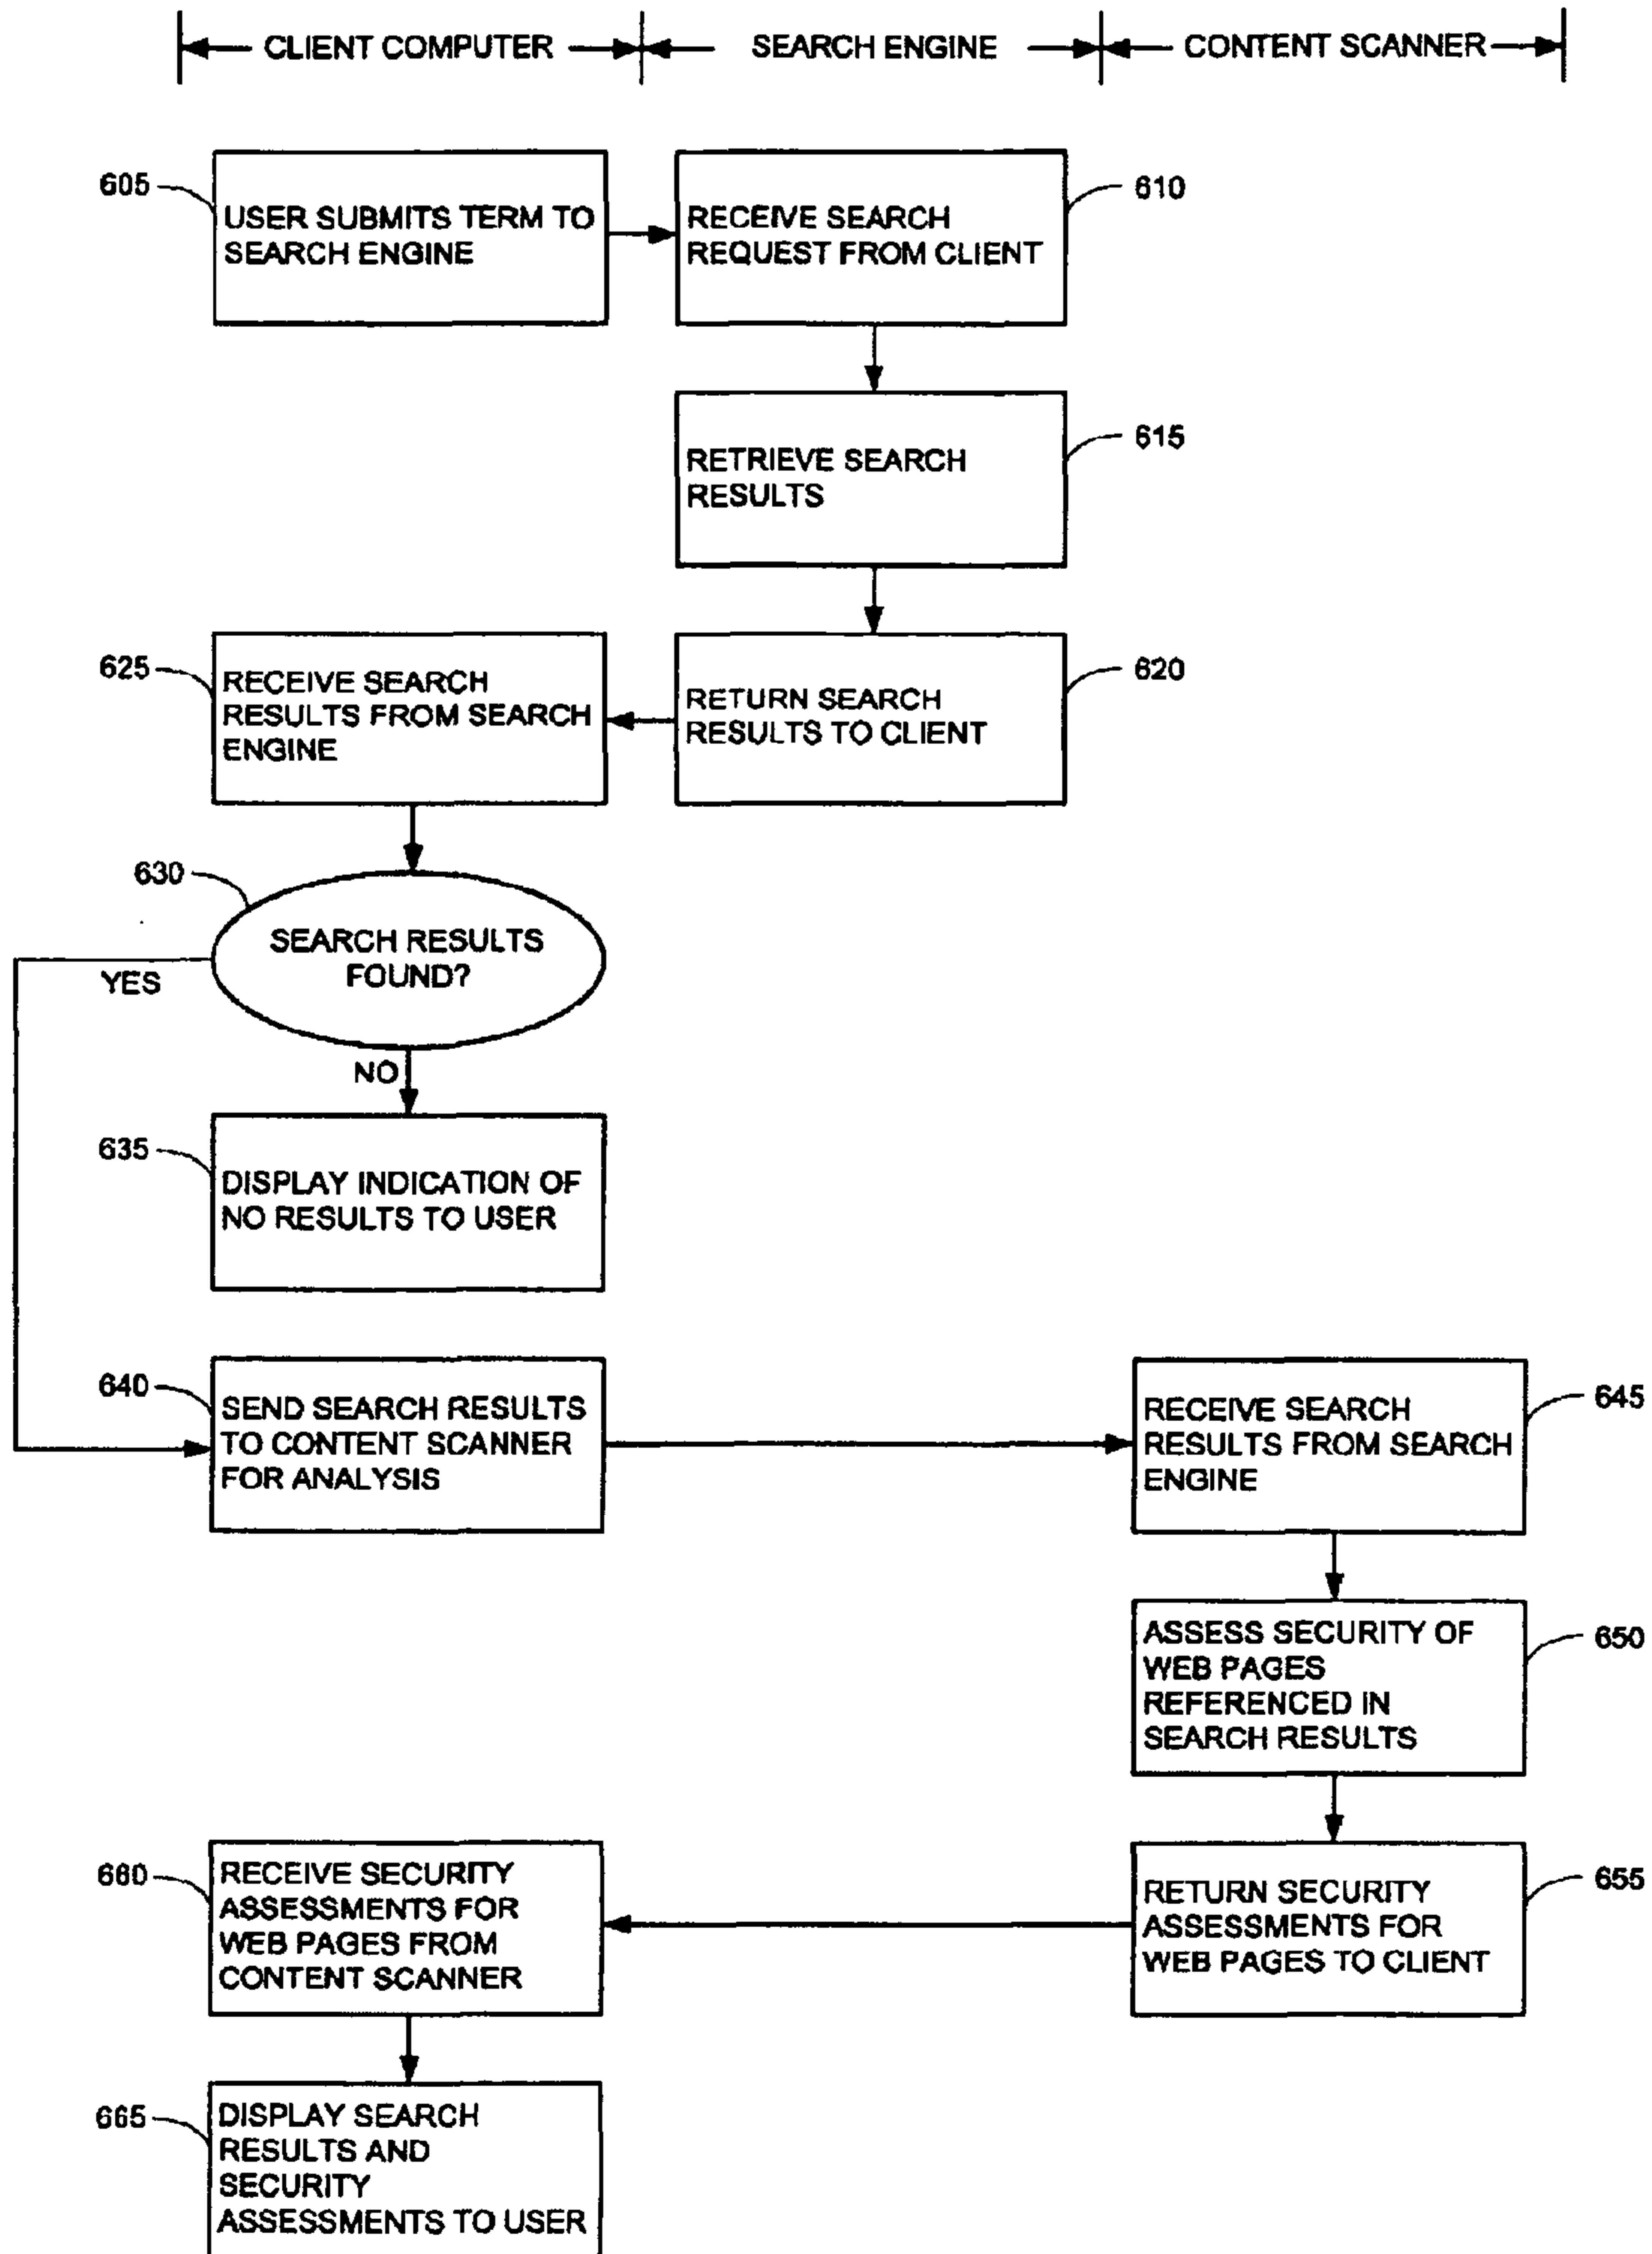 CLIENT COMPUTER
SEARCH ENGINE
CONTENT SCANNER
605
USER SUBMITS TERM TO
SEARCH ENGINE
RECEIVE SEARCH
REQUEST FROM CLIENT
610
RETRIEVE SEARCH
RESULTS
615
625
RECEIVE SEARCH
RESULTS FROM SEARCH
ENGINE
RETURN SEARCH
RESULTS TO CLIENT
620
630
SEARCH RESULTS
FOUND?
YES
NO
635
DISPLAY INDICATION OF
NO RESULTS TO USER
640
SEND SEARCH RESULTS
TO CONTENT SCANNER
FOR ANALYSIS
RECEIVE SEARCH
RESULTS FROM SEARCH
ENGINE
645
ASSESS SECURITY OF
WEB PAGES
REFERENCED IN
SEARCH RESULTS
650
660
RECEIVE SECURITY
ASSESSMENTS FOR
WEB PAGES FROM
CONTENT SCANNER
RETURN SECURITY
ASSESSMENTS FOR
WEB PAGES TO CLIENT
655
665
DISPLAY SEARCH
RESULTS AND
SECURITY
ASSESSMENTS TO USER